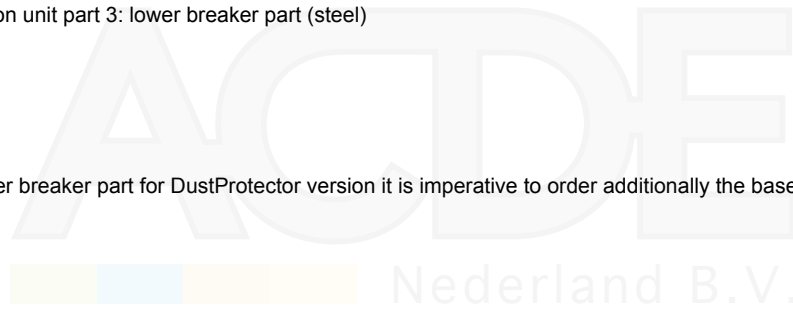 on unit part 3: lower breaker part (steel)
ACDE
er breaker part for DustProtector version it is imperative to order additionally the base
Nederland B.V.